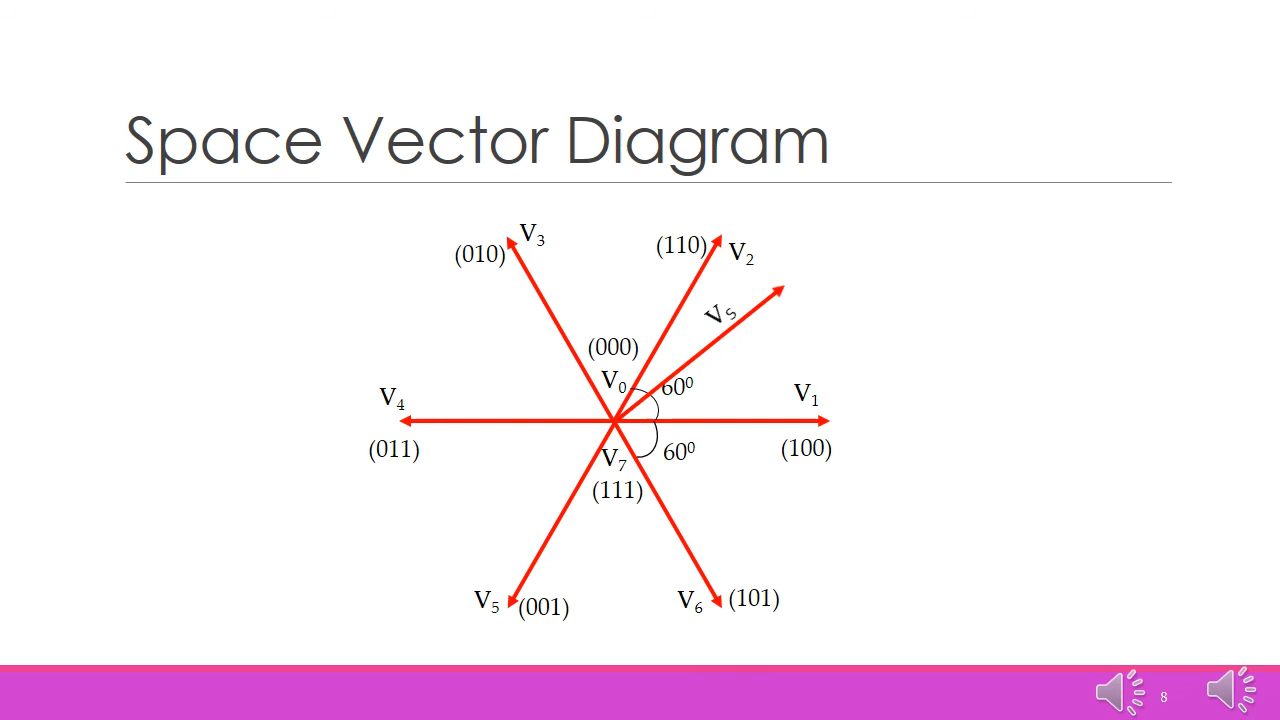 Space Vector Diagram
V3
(010)
(110)
V2
VS
(000)
V0
60⁰
V4
V1
(011)
(100)
60⁰
V7
(111)
V5
(001)
V6
(101)
8